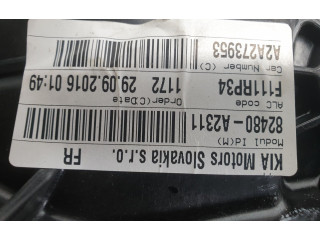 KIA Motors Slovakia s.r.o. FR
Modul Id(M)
82480-A2311
ALC code Order(C.Date
F111RP34 1172 29.09.2016 01:49
Car Number (C)
A2A273953